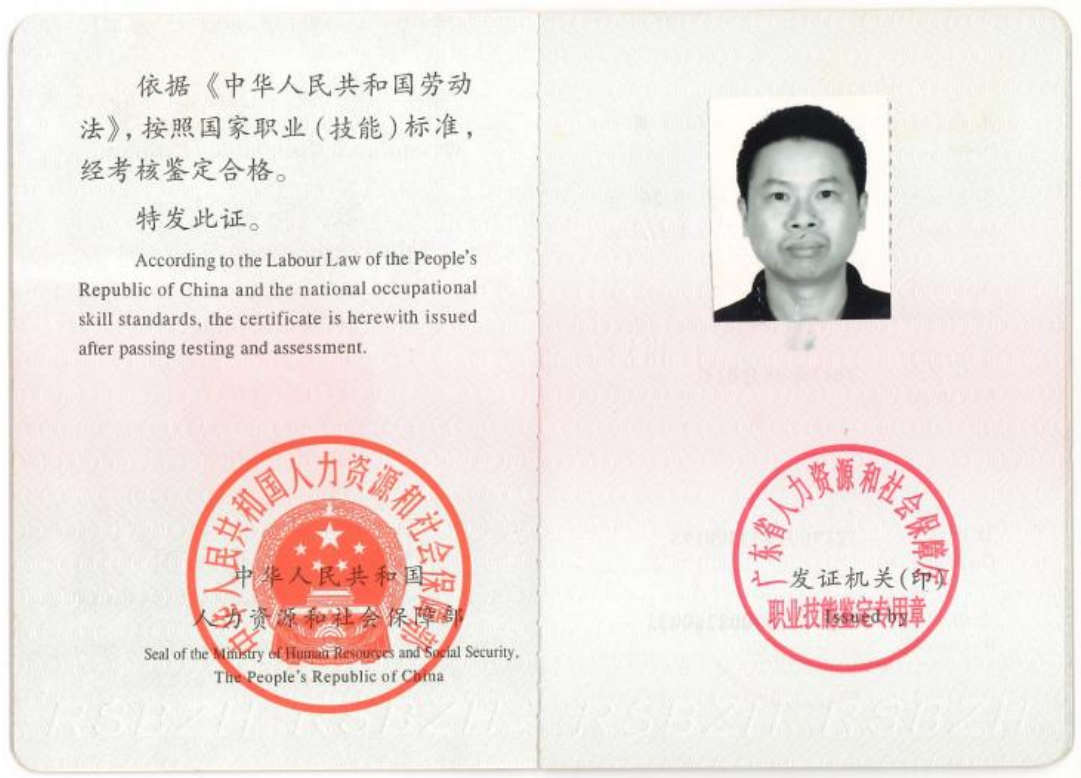 依据《中华人民共和国劳动
法》，按照国家职业（技能）标准，
经考核鉴定合格。
特发此证。
According to the Labour Law of the People's
Republic of China and the national occupational
skill standards, the certificate is herewith issued
after passing testing and assessment.
中华人民共和国人力资源和社会保障部
中华人民共和国
人力资源和社会保障部
Seal of the Ministry of Human Resources and Social Security,
The People's Republic of China
广东省人力资源和社会保障厅
发证机关(印)
职业技能鉴定专用章
Issued by
RSBZH RSBZH RSBZH RSBZH